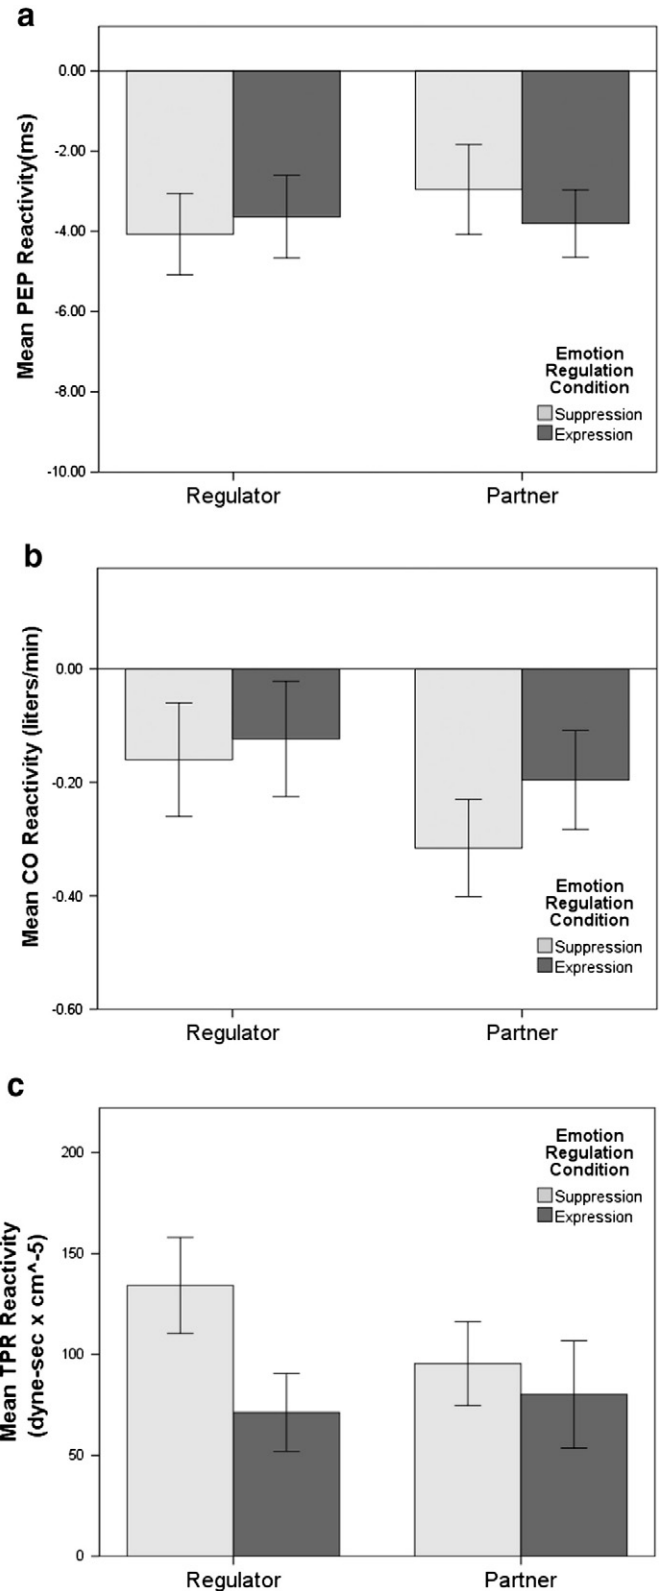 a
Mean PEP Reactivity(ms)
0.00
-2.00
-4.00
-6.00
-8.00
-10.00
Emotion
Regulation
Condition
Suppression
Expression
Regulator
Partner
b
Mean CO Reactivity (liters/min)
0.00
-0.20
-0.40
-0.60
Emotion
Regulation
Condition
Suppression
Expression
Regulator
Partner
c
Mean TPR Reactivity
(dyne-sec x cm^-5)
200
150
100
50
0
Emotion
Regulation
Condition
Suppression
Expression
Regulator
Partner